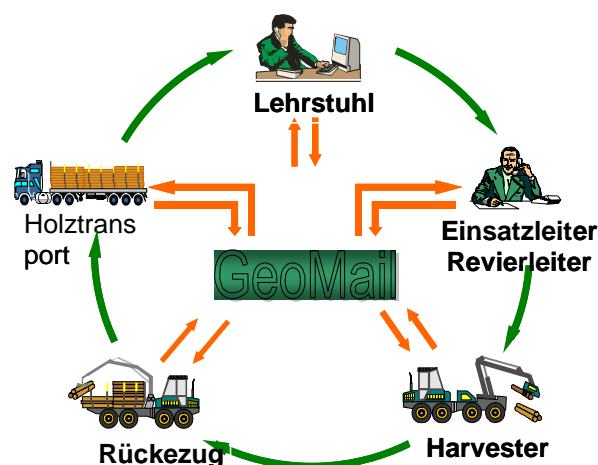 Lehrstuhl
Holztrans
port
Einsatzleiter
Revierleiter
GeoMail
Rückezug
Harvester